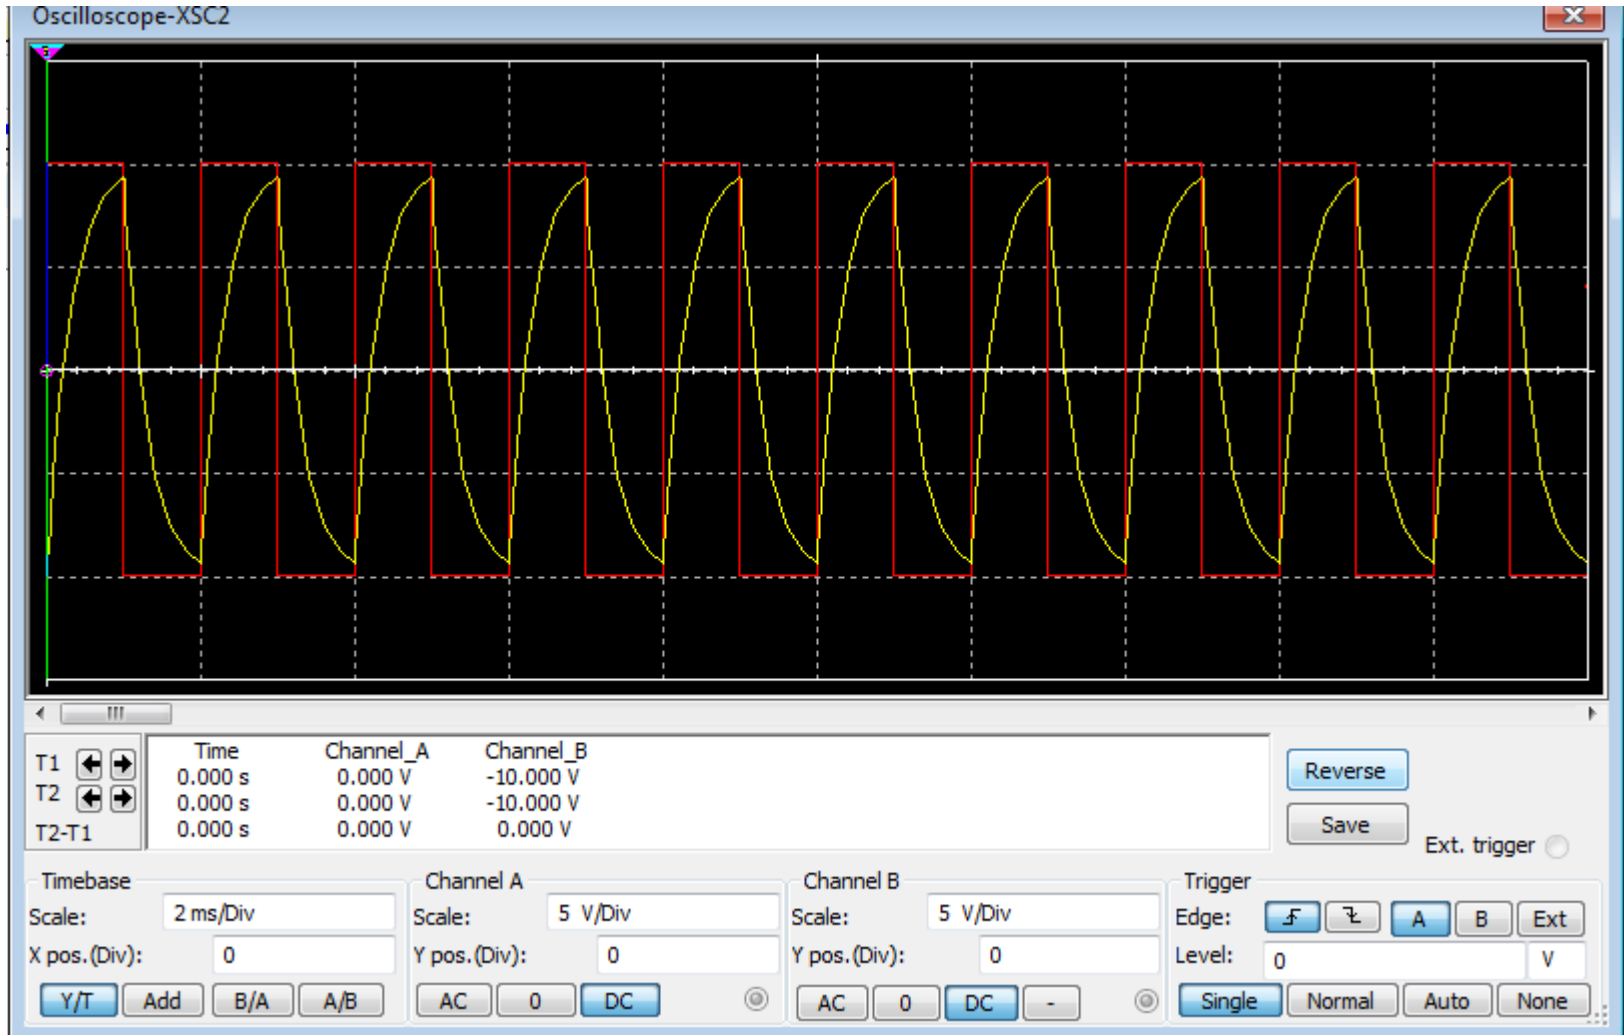 Oscilloscope-XSC2
Time Channel_A Channel_B
T1 0.000 s 0.000 V -10.000 V
T2 0.000 s 0.000 V -10.000 V
T2-T1 0.000 s 0.000 V 0.000 V
Reverse
Save
Ext. trigger
Timebase
Scale: 2 ms/Div
X pos.(Div): 0
Y/T Add B/A A/B
Channel A
Scale: 5 V/Div
Y pos.(Div): 0
AC 0 DC
Channel B
Scale: 5 V/Div
Y pos.(Div): 0
AC 0 DC -
Trigger
Edge: A B Ext
Level: 0 V
Single Normal Auto None